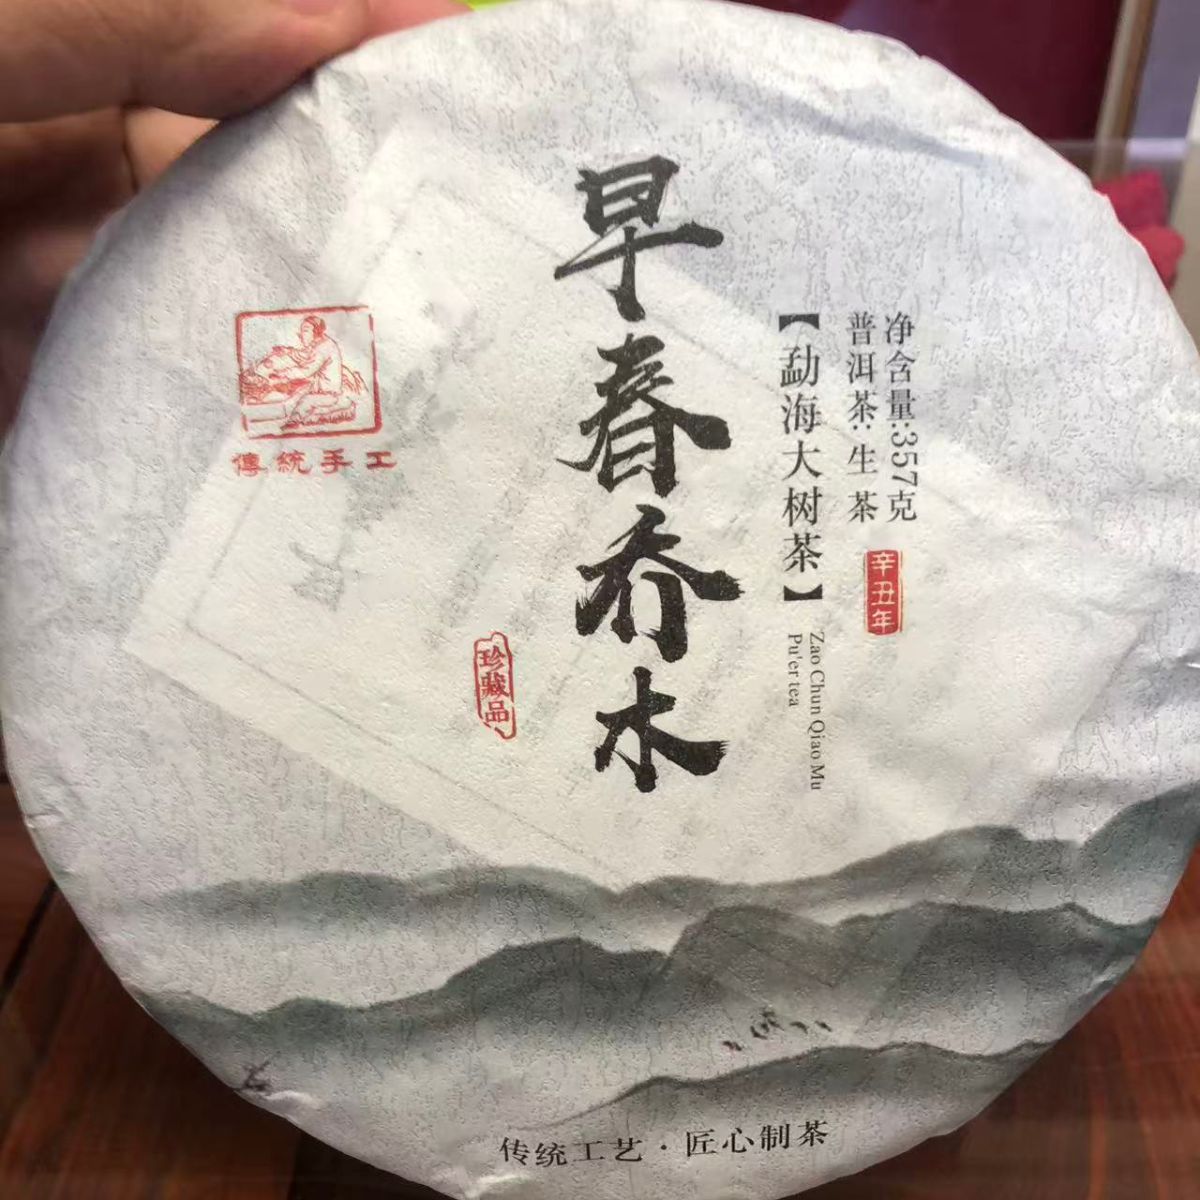 早春乔木
【勐海大树茶】
普洱茶:生茶
净含量:357克
辛丑年
Zao Chun Qiao Mu
Pu'er tea
傳統手工
珍藏品
传统工艺·匠心制茶